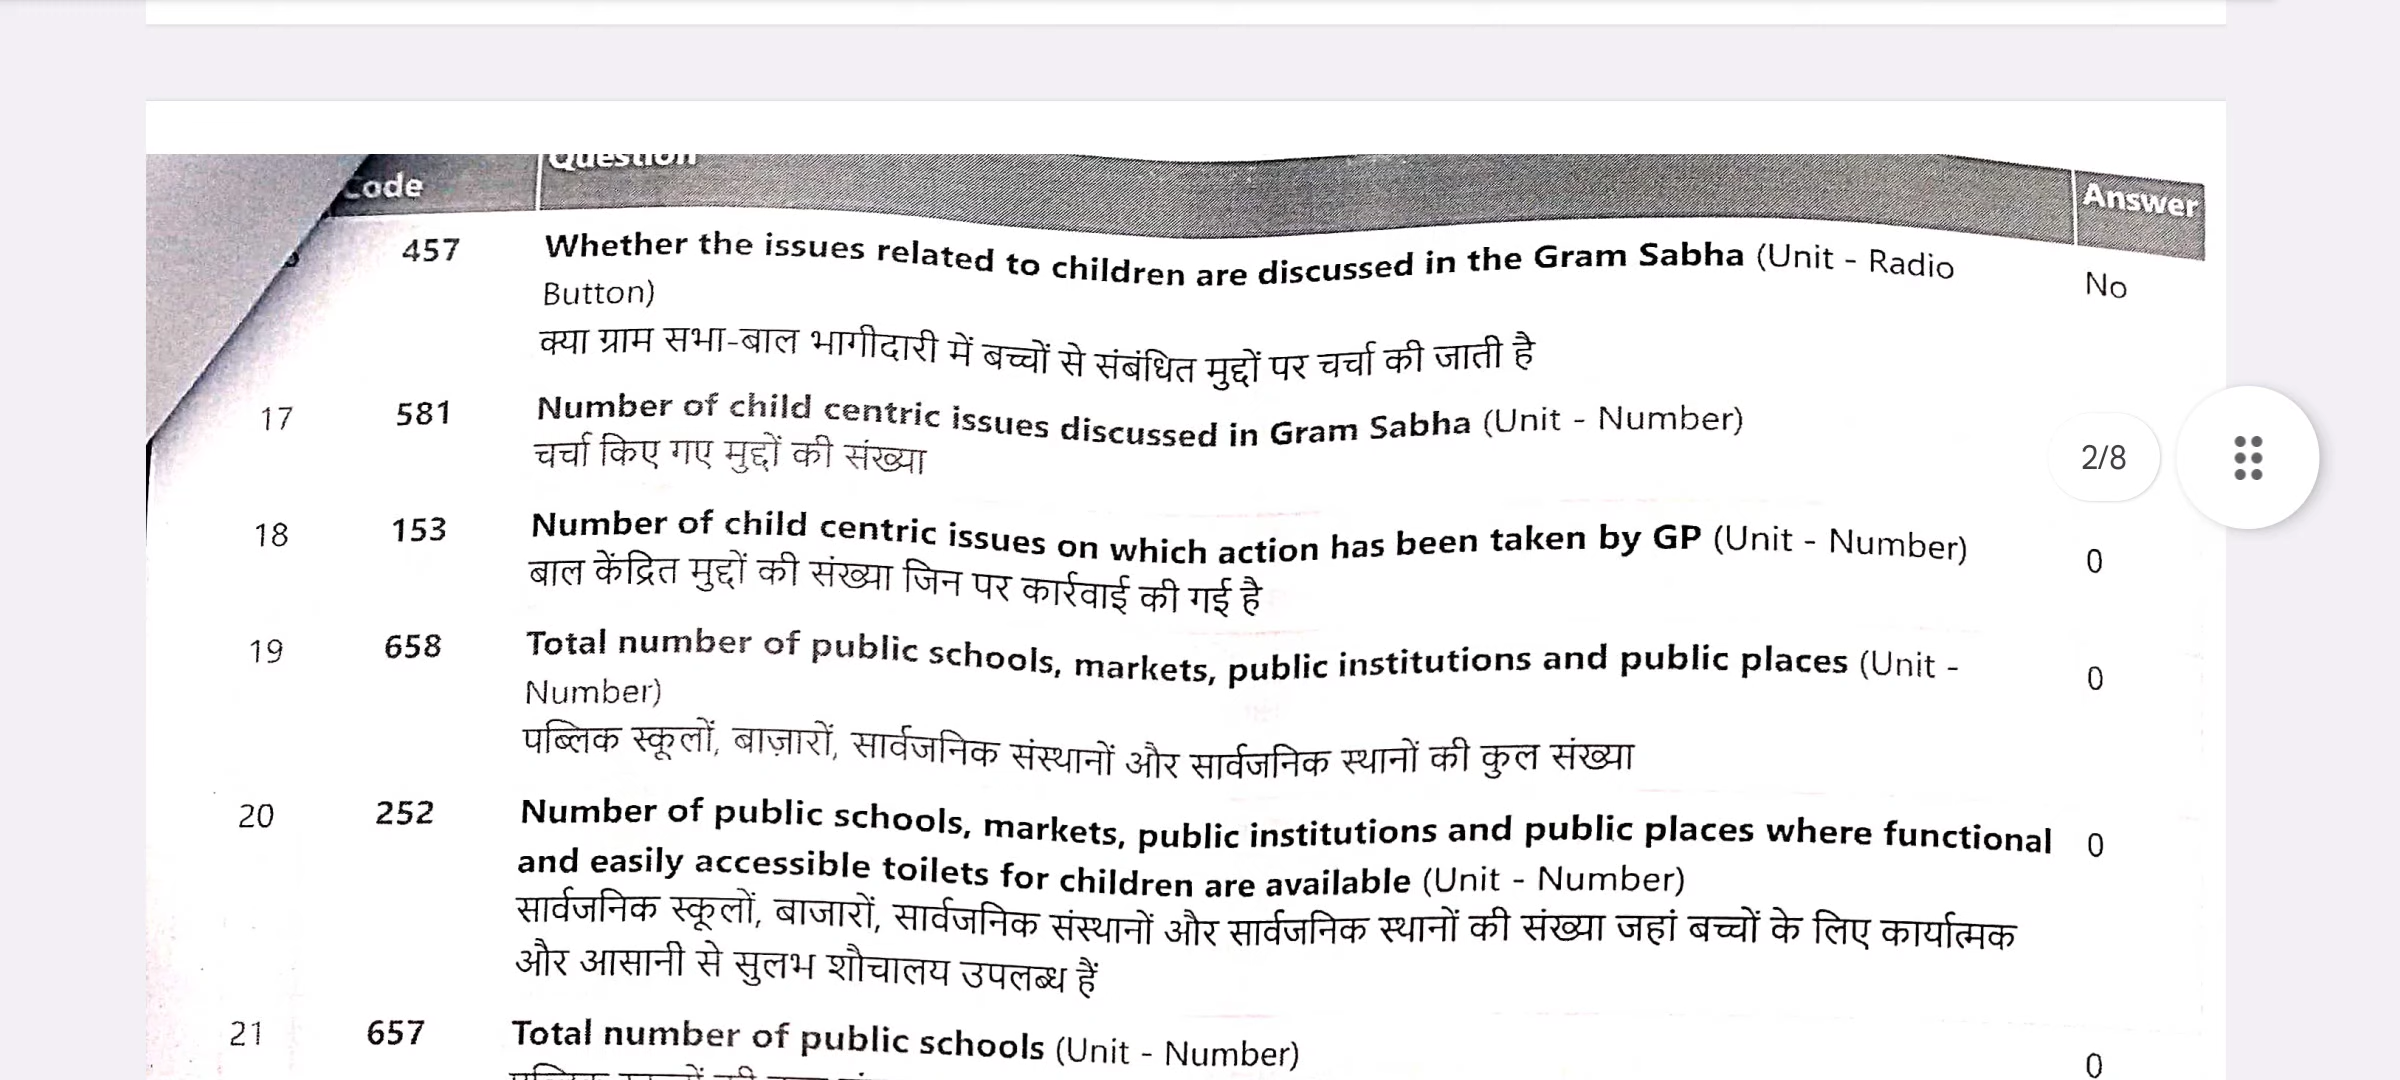 Code Question Answer
457 Whether the issues related to children are discussed in the Gram Sabha (Unit - Radio No
Button)
क्या ग्राम सभा-बाल भागीदारी में बच्चों से संबंधित मुद्दों पर चर्चा की जाती है
17 581 Number of child centric issues discussed in Gram Sabha (Unit - Number)
चर्चा किए गए मुद्दों की संख्या
2/8
18 153 Number of child centric issues on which action has been taken by GP (Unit - Number) 0
बाल केंद्रित मुद्दों की संख्या जिन पर कार्रवाई की गई है
19 658 Total number of public schools, markets, public institutions and public places (Unit - 0
Number)
पब्लिक स्कूलों, बाज़ारों, सार्वजनिक संस्थानों और सार्वजनिक स्थानों की कुल संख्या
20 252 Number of public schools, markets, public institutions and public places where functional 0
and easily accessible toilets for children are available (Unit - Number)
सार्वजनिक स्कूलों, बाजारों, सार्वजनिक संस्थानों और सार्वजनिक स्थानों की संख्या जहां बच्चों के लिए कार्यात्मक
और आसानी से सुलभ शौचालय उपलब्ध हैं
21 657 Total number of public schools (Unit - Number) 0